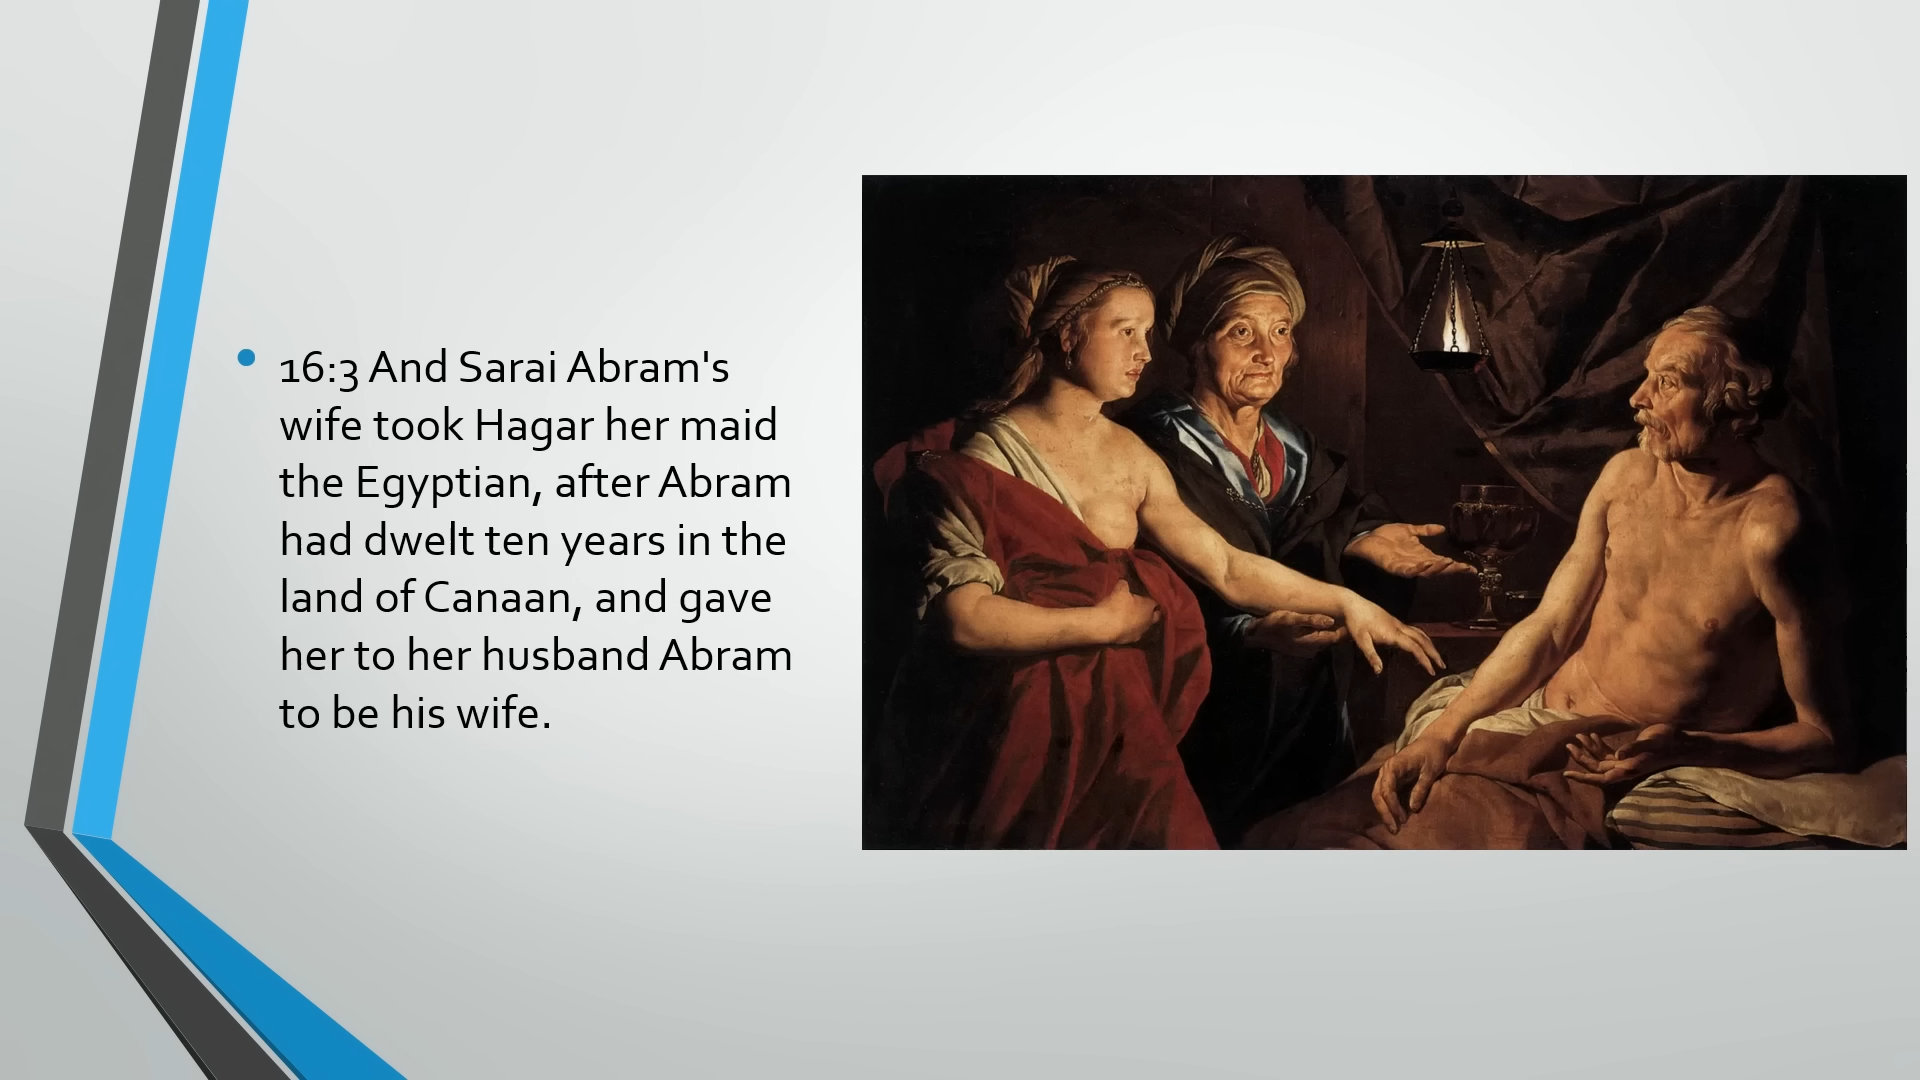 16:3 And Sarai Abram's
wife took Hagar her maid
the Egyptian, after Abram
had dwelt ten years in the
land of Canaan, and gave
her to her husband Abram
to be his wife.